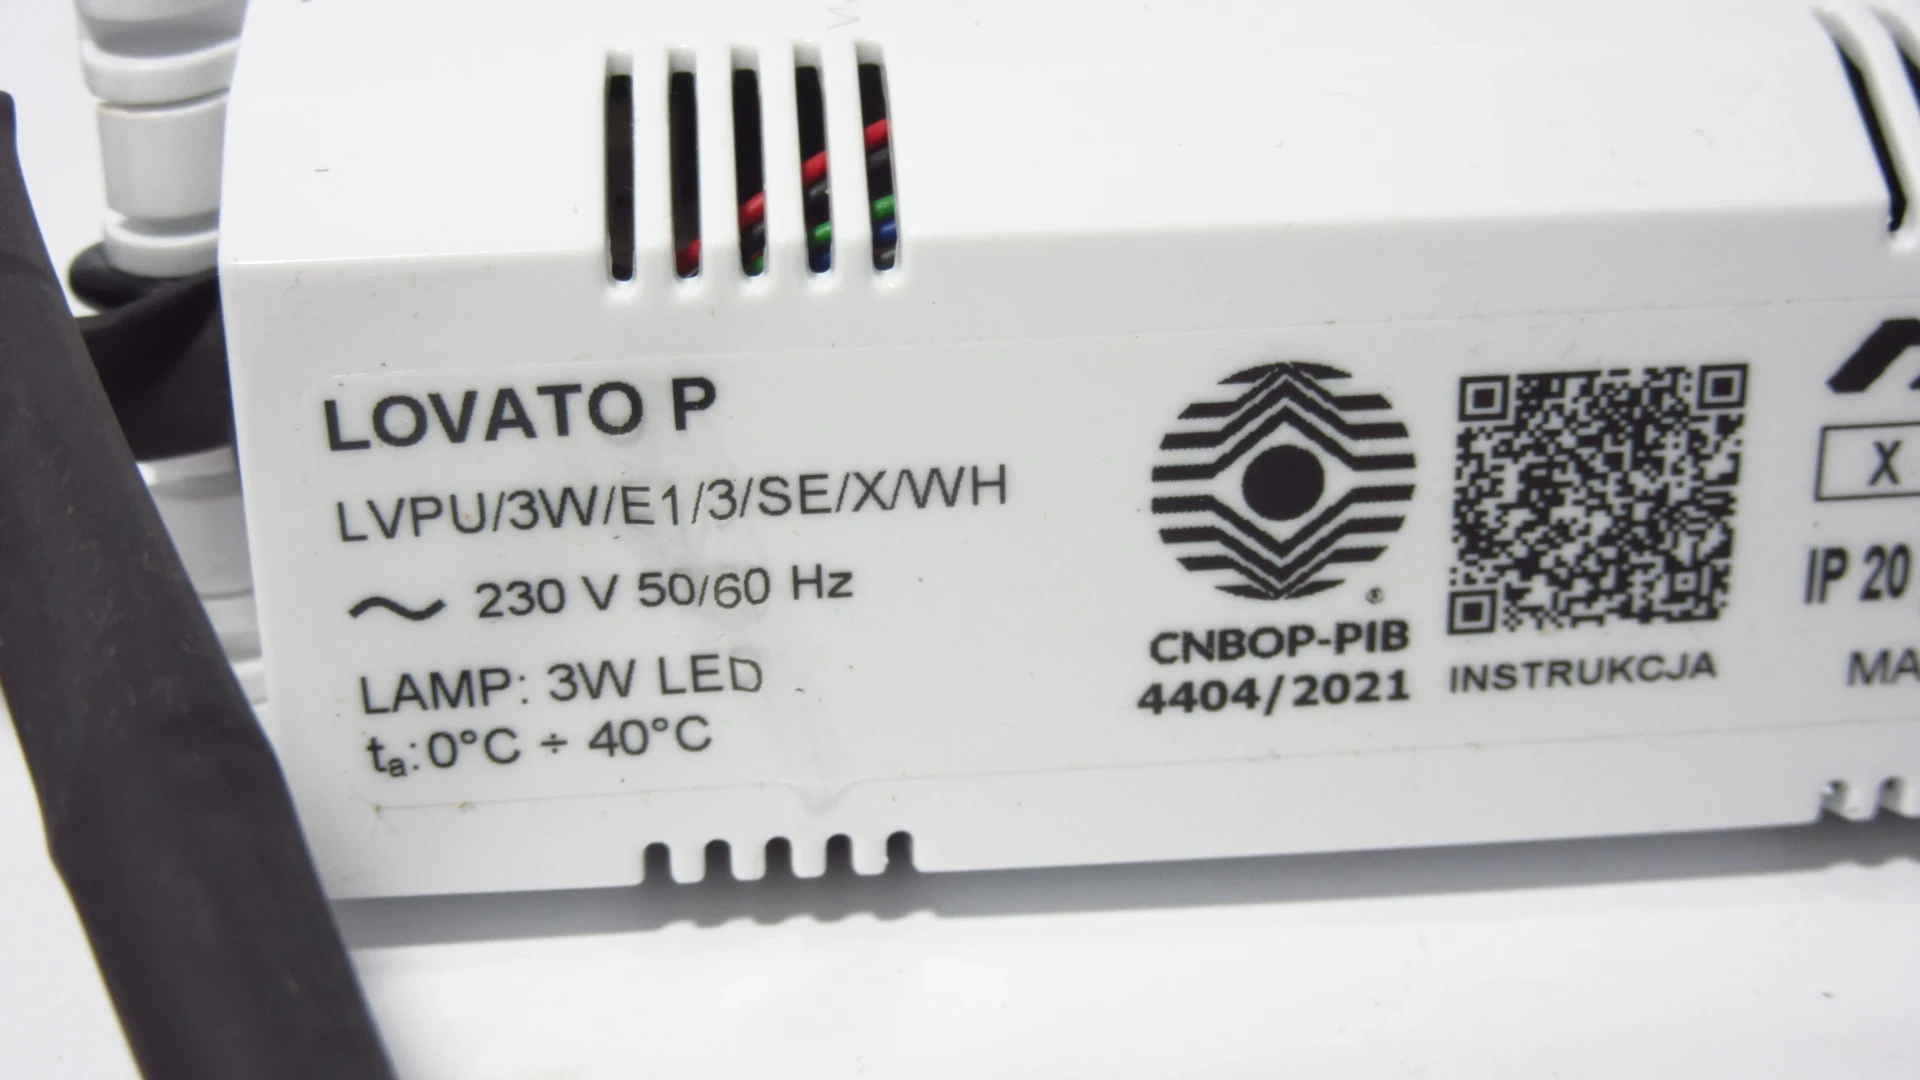 LOVATO P
LVPU/3W/E1/3/SE/X/WH
~ 230 V 50/60 Hz
LAMP: 3W LED
ta: 0°C ÷ 40°C
®
CNBOP-PIB
4404/2021
INSTRUKCJA
X
IP 20
MA